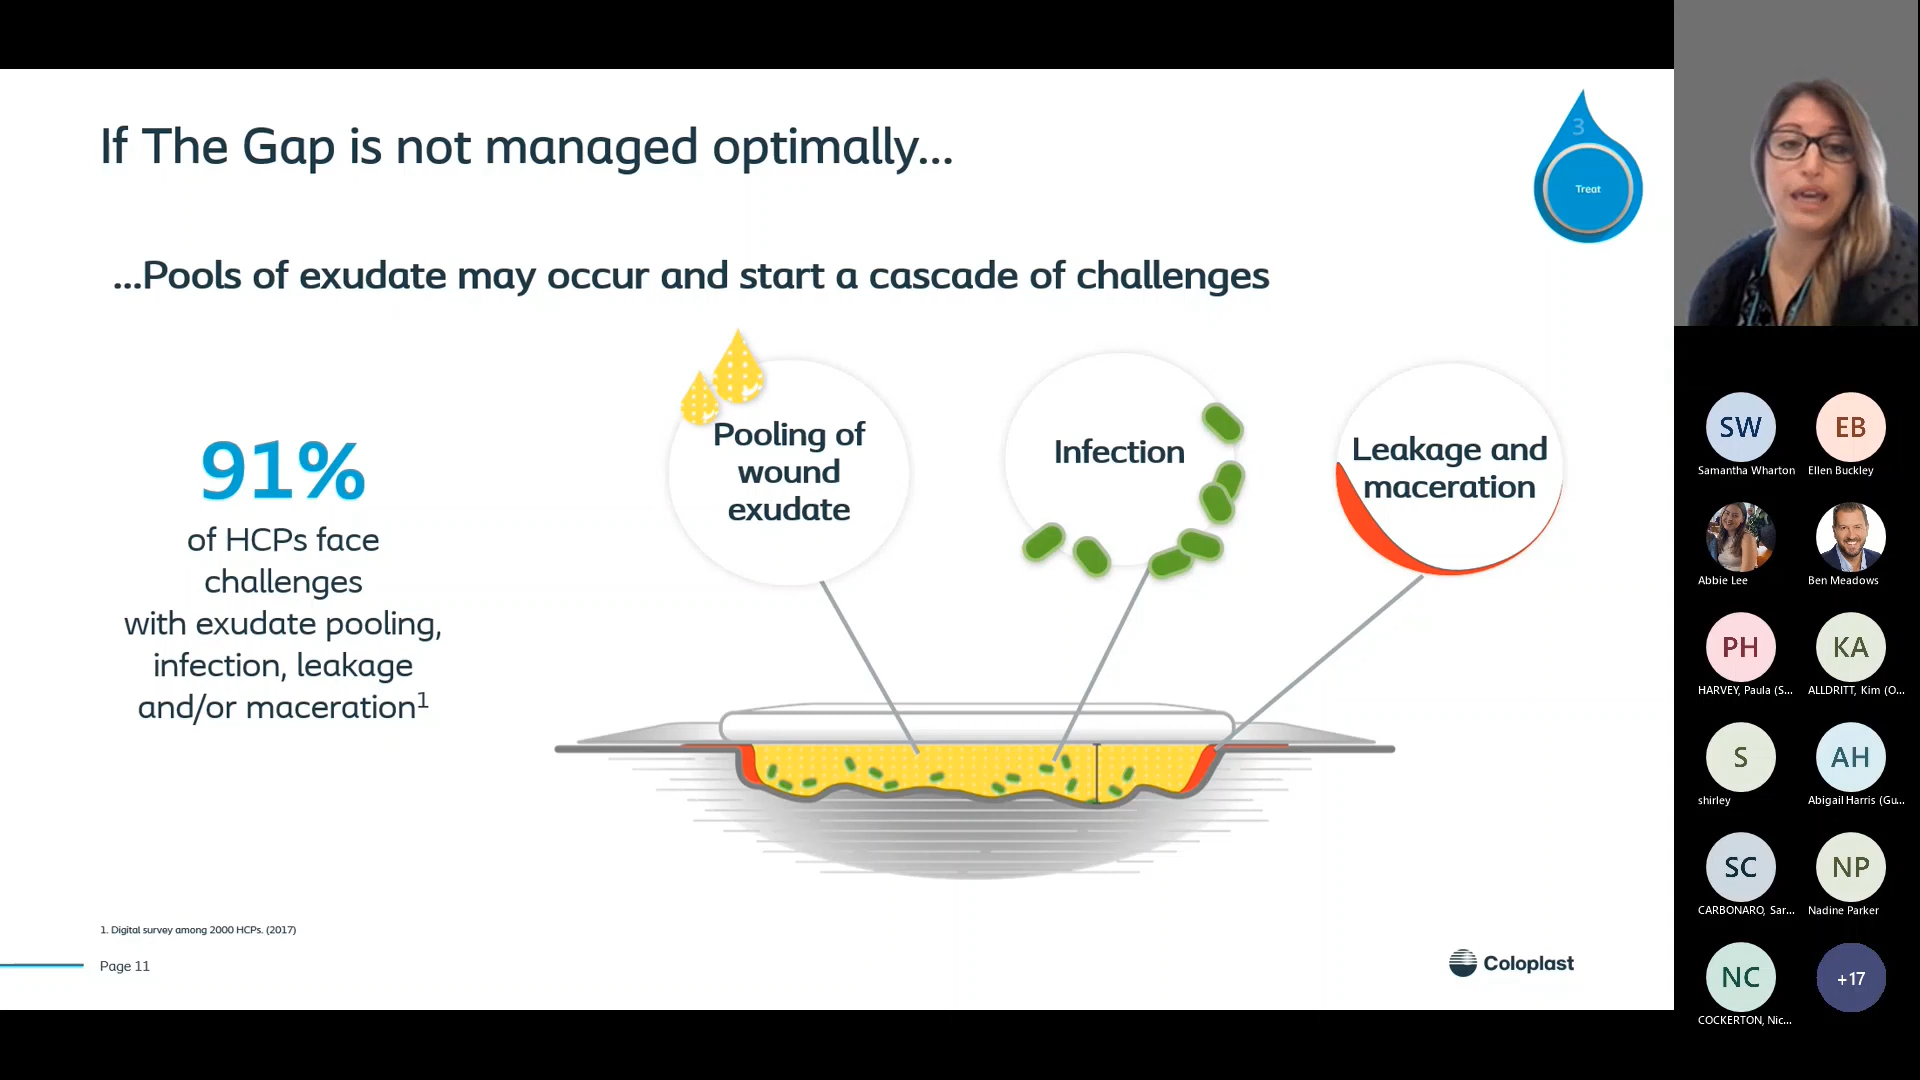 If The Gap is not managed optimally...
3
Treat
...Pools of exudate may occur and start a cascade of challenges
91%
of HCPs face
challenges
with exudate pooling,
infection, leakage
and/or maceration¹
Pooling of
wound
exudate
Infection
Leakage and
maceration
1. Digital survey among 2000 HCPs. (2017)
Page 11
Coloplast
SW
Samantha Wharton
EB
Ellen Buckley
Abbie Lee
Ben Meadows
PH
HARVEY, Paula (S...
KA
ALLDRITT, Kim (O...
S
shirley
AH
Abigail Harris (Gu...
SC
CARBONARO, Sar...
NP
Nadine Parker
NC
COCKERTON, Nic...
+17